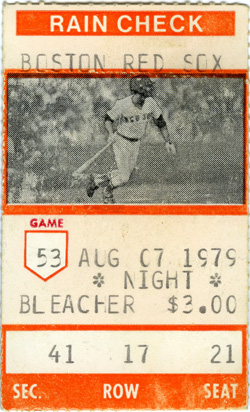 RAIN CHECK
BOSTON RED SOX
GAME
53 AUG 07 1979
* NIGHT *
BLEACHER $3.00
41 17 21
SEC. ROW SEAT